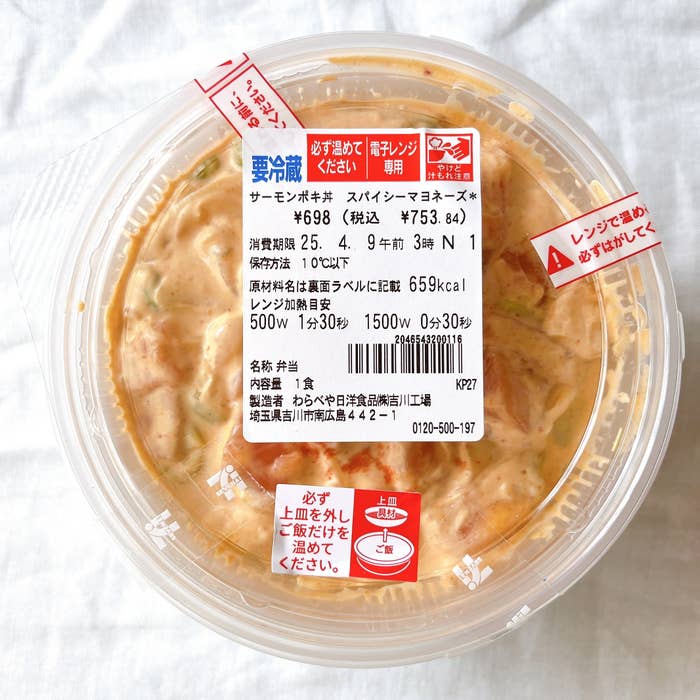 る前に、
ください。
要冷蔵
必ず温めて
ください
電子レンジ
専用
やけど
汁もれ注意
サーモンポキ丼 スパイシーマヨネーズ*
¥698(税込 ¥753.84)
消費期限 25. 4. 9午前 3時 N 1
保存方法 10℃以下
原材料名は裏面ラベルに記載 659kcal
レンジ加熱目安
500W 1分30秒 1500W 0分30秒
2046543200116
名称 弁当
内容量 1食 KP27
製造者 わらべや日洋食品㈱吉川工場
埼玉県吉川市南広島442-1
0120-500-197
レンジで温め
必ずはがしてく
必ず
上皿を外し
ご飯だけを
温めて
ください。
上皿
具材
ご飯